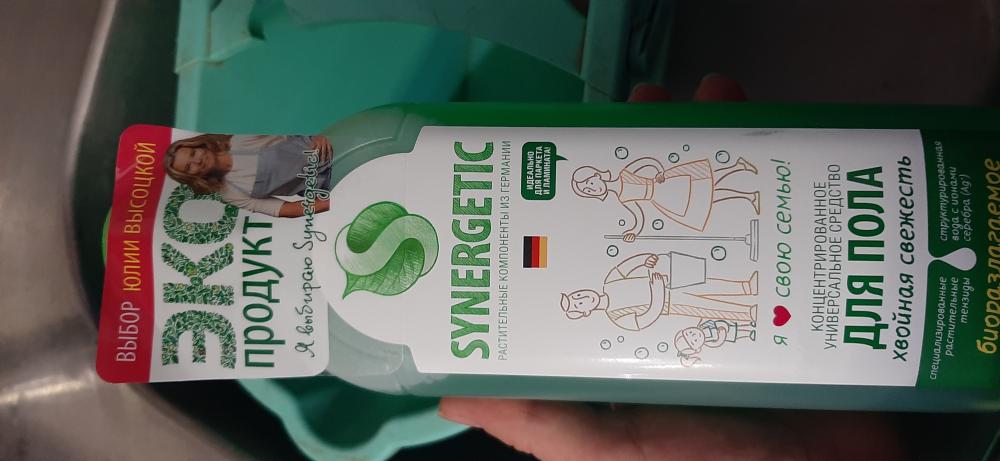 ВЫБОР ЮЛИИ ВЫСОЦКОЙ
ЭКО
продукт
Я выбираю Synergetic!
SYNERGETIC
РАСТИТЕЛЬНЫЕ КОМПОНЕНТЫ ИЗ ГЕРМАНИИ
ИДЕАЛЬНО
ДЛЯ ПАРКЕТА
И ЛАМИНАТА!
я свою семью!
КОНЦЕНТРИРОВАННОЕ
УНИВЕРСАЛЬНОЕ СРЕДСТВО
ДЛЯ ПОЛА
хвойная свежесть
специализированные
растительные
тензиды
структурированная
вода с ионами
серебра (Ag⁺)
биоразлагаемое